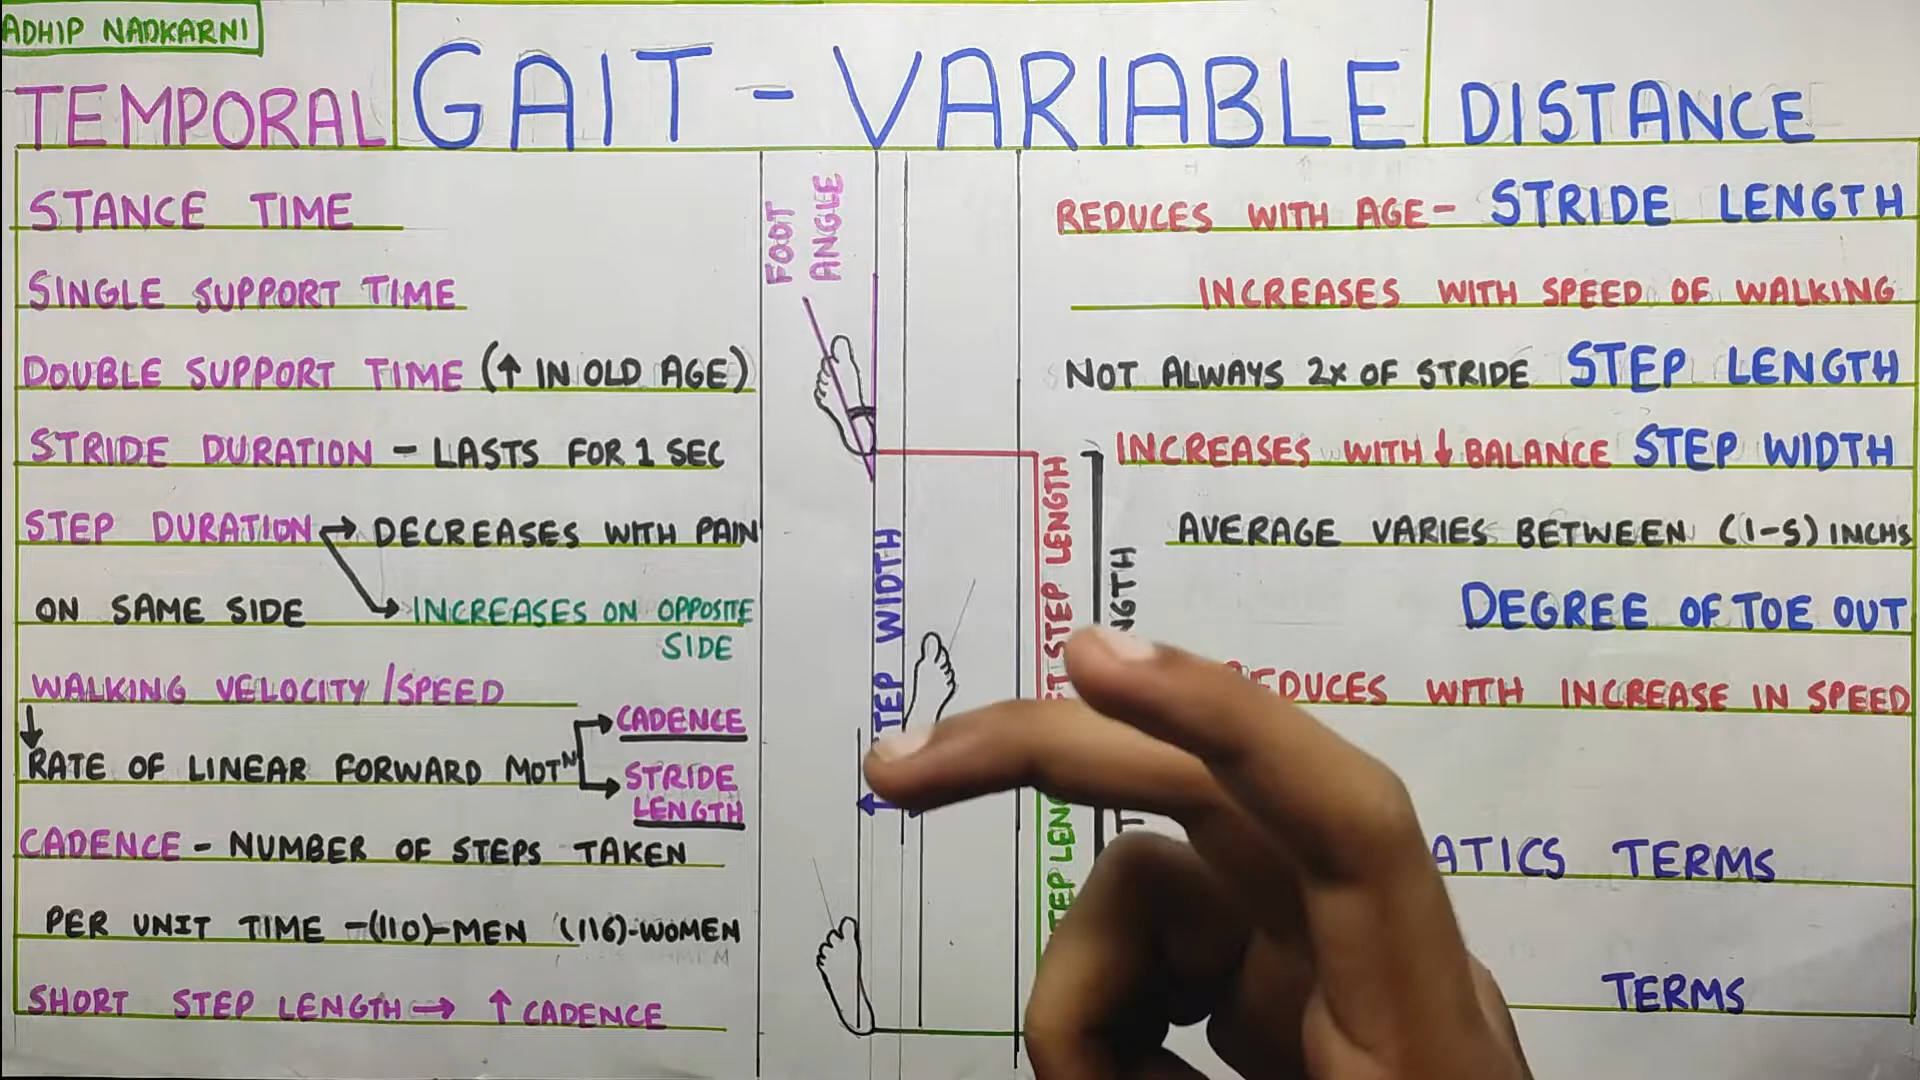 ADHIP NADKARNI
TEMPORAL
GAIT - VARIABLE
DISTANCE
STANCE TIME
SINGLE SUPPORT TIME
DOUBLE SUPPORT TIME (↑ IN OLD AGE)
STRIDE DURATION - LASTS FOR 1 SEC
STEP DURATION → DECREASES WITH PAIN
ON SAME SIDE → INCREASES ON OPPOSITE
SIDE
WALKING VELOCITY/SPEED
RATE OF LINEAR FORWARD MOTN
CADENCE
STRIDE
LENGTH
CADENCE - NUMBER OF STEPS TAKEN
PER UNIT TIME -(110)-MEN (116)-WOMEN
SHORT STEP LENGTH → ↑ CADENCE
FOOT
ANGLE
STEP WIDTH
STEP LENGTH
REDUCES WITH AGE- STRIDE LENGTH
INCREASES WITH SPEED OF WALKING
NOT ALWAYS 2X OF STRIDE STEP LENGTH
INCREASES WITH ↓ BALANCE STEP WIDTH
AVERAGE VARIES BETWEEN (1-5) INCHS
DEGREE OF TOE OUT
REDUCES WITH INCREASE IN SPEED
TERMS
TERMS